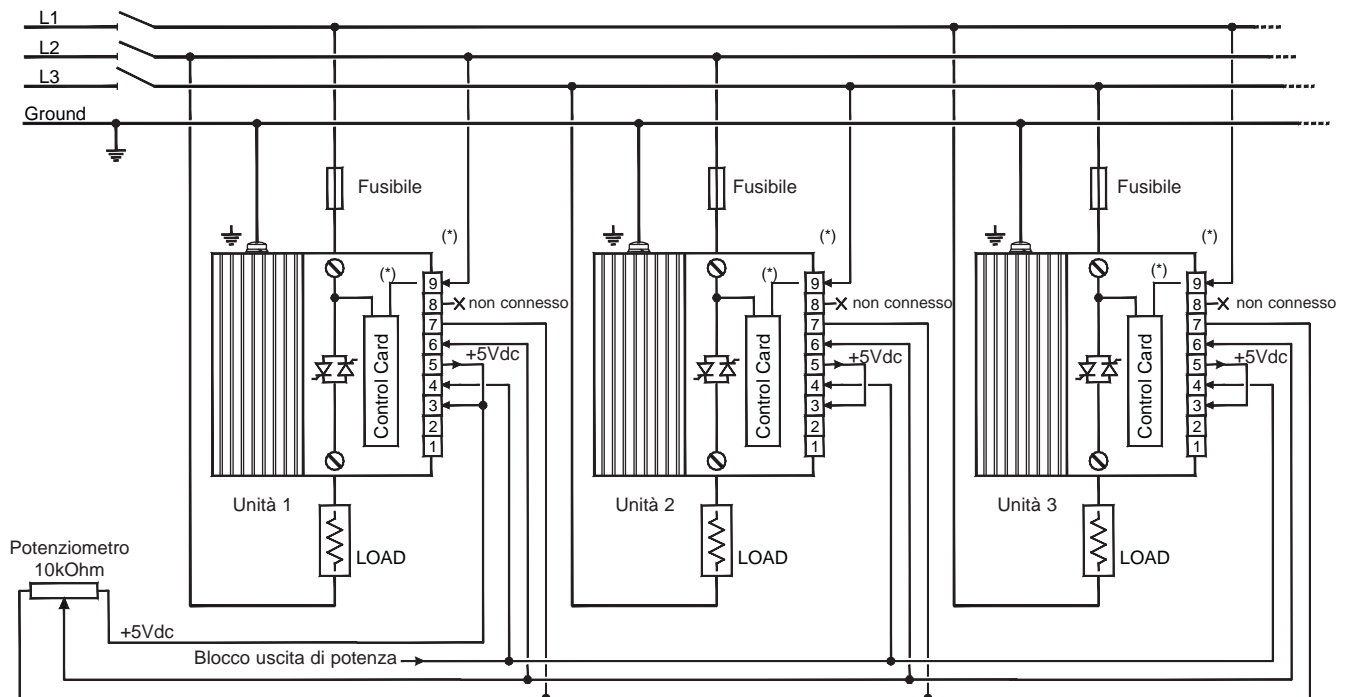 L1
L2
L3
Ground
Fusibile
Fusibile
Fusibile
(*)
(*)
(*)
(*)
(*)
(*)
9
8
7
6
5
4
3
2
1
non connesso
+5Vdc
Control Card
9
8
7
6
5
4
3
2
1
non connesso
+5Vdc
Control Card
9
8
7
6
5
4
3
2
1
non connesso
+5Vdc
Control Card
Unità 1
Unità 2
Unità 3
LOAD
LOAD
LOAD
Potenziometro
10kOhm
+5Vdc
Blocco uscita di potenza